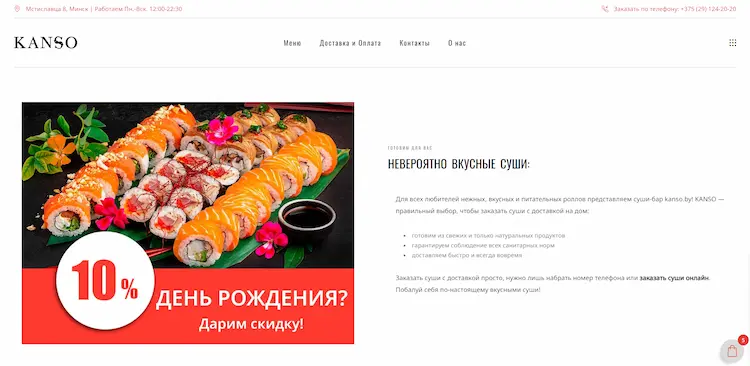 Мстиславца 8, Минск | Работаем Пн.-Вск. 12:00-22:30
Заказать по телефону: +375 (29) 124-20-20
KANSO
Меню
Доставка и Оплата
Контакты
О нас
ГОТОВИМ ДЛЯ ВАС
НЕВЕРОЯТНО ВКУСНЫЕ СУШИ:
Для всех любителей нежных, вкусных и питательных роллов представляем суши-бар kanso.by! KANSO —
правильный выбор, чтобы заказать суши с доставкой на дом:
готовим из свежих и только натуральных продуктов
гарантируем соблюдение всех санитарных норм
доставляем быстро и всегда вовремя
Заказать суши с доставкой просто, нужно лишь набрать номер телефона или заказать суши онлайн.
Побалуй себя по-настоящему вкусными суши!
10%
ДЕНЬ РОЖДЕНИЯ?
Дарим скидку!